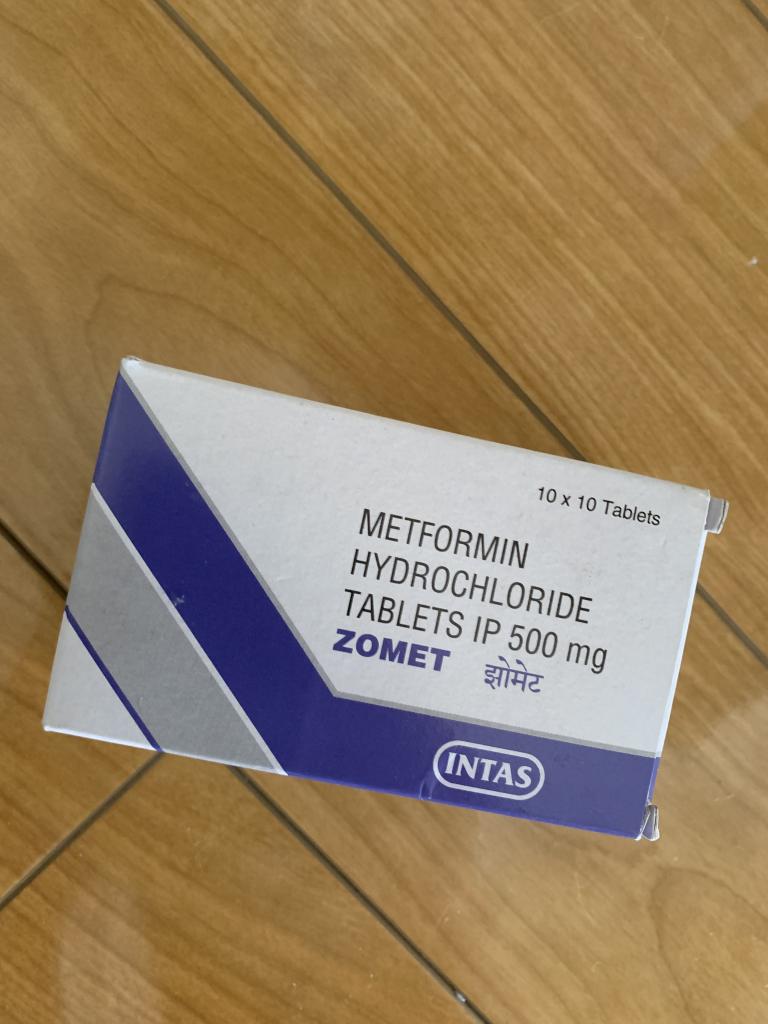 10 x 10 Tablets
METFORMIN
HYDROCHLORIDE
TABLETS IP 500 mg
ZOMET झोमेट
INTAS